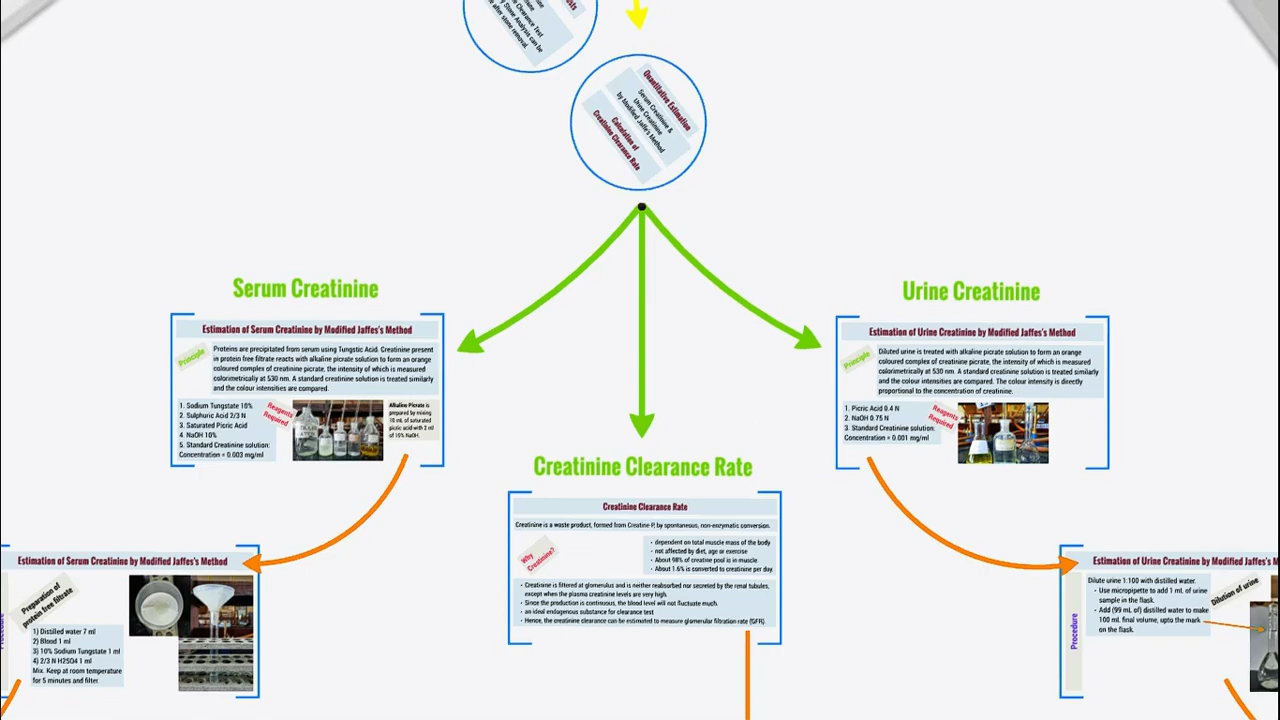 Clearance Test
Stone Analysis can be
after stone removal.
Quantitative Estimation
Serum Creatinine &
Urine Creatinine
by Modified Jaffe's Method
Calculation of
Creatinine Clearance Rate
Serum Creatinine
Estimation of Serum Creatinine by Modified Jaffes's Method
Principle
Proteins are precipitated from serum using Tungstic Acid. Creatinine present
in protein free filtrate reacts with alkaline picrate solution to form an orange
coloured complex of creatinine picrate, the intensity of which is measured
colorimetrically at 530 nm. A standard creatinine solution is treated similarly
and the colour intensities are compared.
1. Sodium Tungstate 10%
2. Sulphuric Acid 2/3 N
3. Saturated Picric Acid
4. NaOH 10%
5. Standard Creatinine solution:
Concentration = 0.003 mg/ml
Reagents
Required
Alkaline Picrate is
prepared by mixing
10 mL of saturated
picric acid with 2 ml
of 10% NaOH.
Urine Creatinine
Estimation of Urine Creatinine by Modified Jaffes's Method
Principle
Diluted urine is treated with alkaline picrate solution to form an orange
coloured complex of creatinine picrate, the intensity of which is measured
colorimetrically at 530 nm. A standard creatinine solution is treated similarly
and the colour intensities are compared. The colour intensity is directly
proportional to the concentration of creatinine.
1. Picric Acid 0.4 N
2. NaOH 0.75 N
3. Standard Creatinine solution:
Concentration = 0.001 mg/ml
Reagents
Required
Creatinine Clearance Rate
Creatinine Clearance Rate
Creatinine is a waste product, formed from Creatine-P, by spontaneous, non-enzymatic conversion.
Why
Creatinine?
• dependent on total muscle mass of the body
• not affected by diet, age or exercise
• About 98% of creatine pool is in muscle.
• About 1.6% is converted to creatinine per day.
• Creatinine is filtered at glomerulus and is neither reabsorbed nor secreted by the renal tubules,
except when the plasma creatinine levels are very high.
• Since the production is continuous, the blood level will not fluctuate much.
• an ideal endogenous substance for clearance test
• Hence, the creatinine clearance can be estimated to measure glomerular filtration rate (GFR).
Estimation of Serum Creatinine by Modified Jaffes's Method
Procedure
Preparation of
protein free filtrate
1) Distilled water 7 ml
2) Blood 1 ml
3) 10% Sodium Tungstate 1 ml
4) 2/3 N H2SO4 1 ml
Mix. Keep at room temperature
for 5 minutes and filter.
Estimation of Urine Creatinine by Modified Jaffes's M
Procedure
Dilute urine 1:100 with distilled water.
• Use micropipette to add 1 mL of urine
sample in the flask.
• Add (99 mL of) distilled water to make
100 mL final volume, upto the mark
on the flask.
Dilution of urine